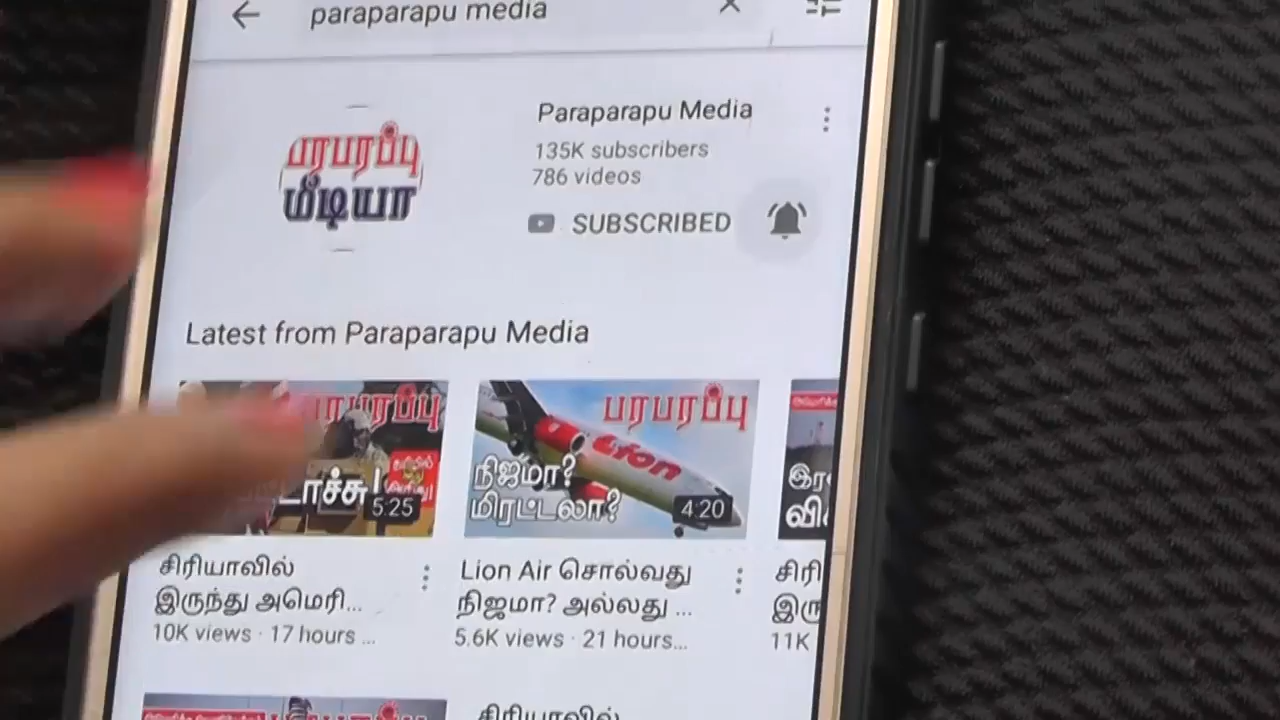 paraparapu media
பரபரப்பு
மீடியா
Paraparapu Media
135K subscribers
786 videos
SUBSCRIBED
Latest from Paraparapu Media
5:25
பரபரப்பு
Lion
நிஜமா?
மிரட்டலா?
4:20
சிரியாவில்
இருந்து அமெரி...
10K views · 17 hours ...
Lion Air சொல்வது
நிஜமா? அல்லது ...
5.6K views · 21 hours...
11K
சிரியாவில்